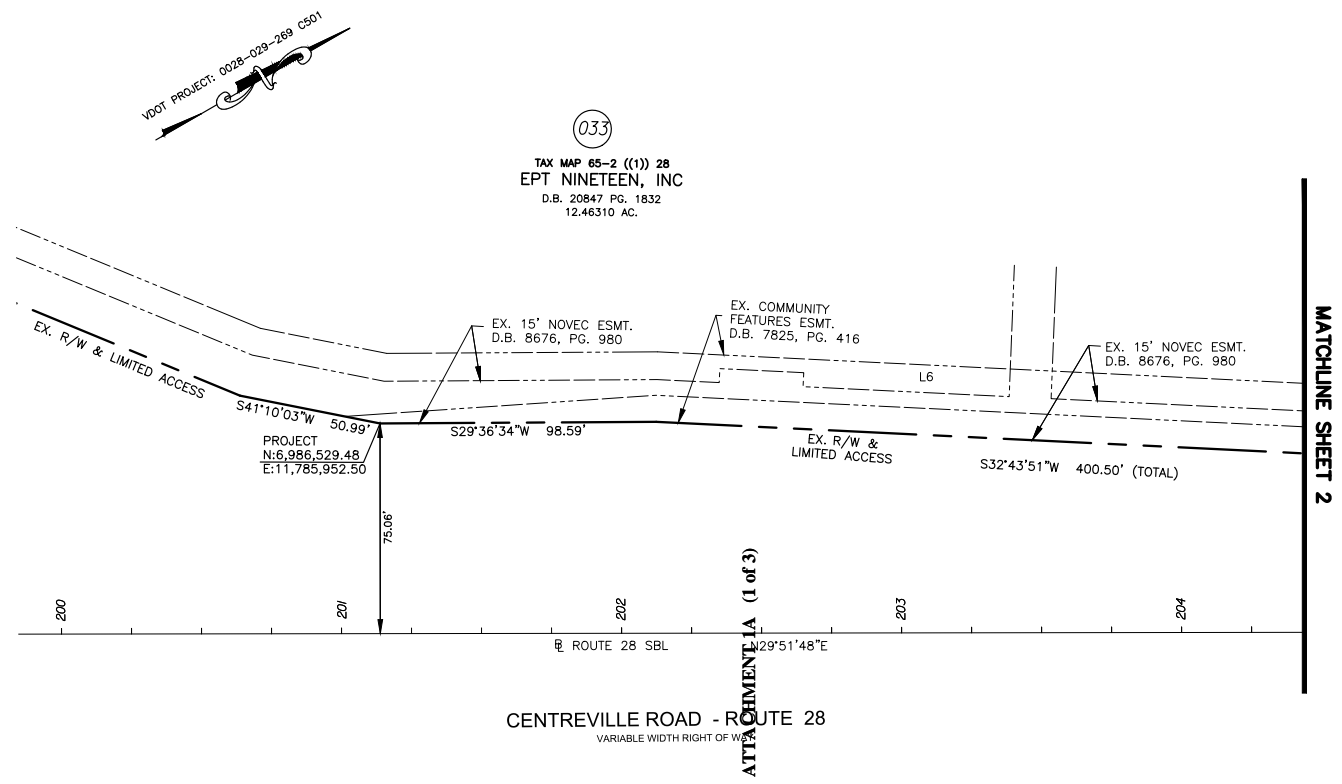 VDOT PROJECT: 0028-029-269 C501
033
TAX MAP 65-2 ((1)) 28
EPT NINETEEN, INC
D.B. 20847 PG. 1832
12.46310 AC.
EX. R/W & LIMITED ACCESS
EX. 15' NOVEC ESMT.
D.B. 8676, PG. 980
EX. COMMUNITY
FEATURES ESMT.
D.B. 7825, PG. 416
EX. 15' NOVEC ESMT.
D.B. 8676, PG. 980
L6
S41°10'03"W 50.99'
PROJECT
N:6,986,529.48
E:11,785,952.50
S29°36'34"W 98.59'
EX. R/W &
LIMITED ACCESS
S32°43'51"W 400.50' (TOTAL)
MATCHLINE SHEET 2
75.06'
200
201
202
203
204
ROUTE 28 SBL N29°51'48"E
ATTACHMENT 1A (1 of 3)
CENTREVILLE ROAD - ROUTE 28
VARIABLE WIDTH RIGHT OF WAY